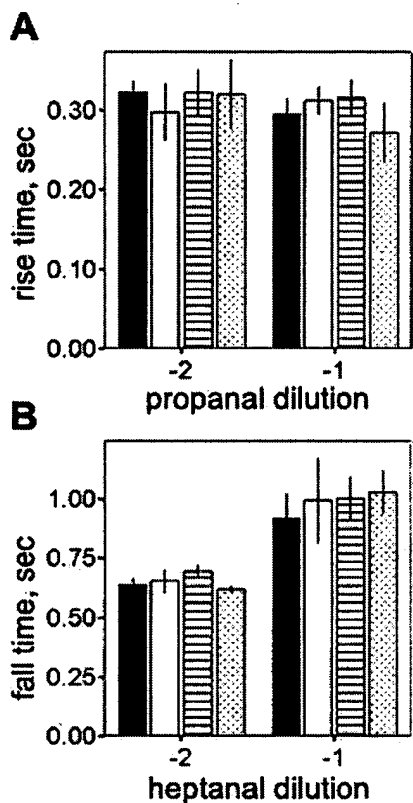 A
rise time, sec
0.30
0.20
0.10
0.00
-2 -1
propanal dilution
B
fall time, sec
1.00
0.75
0.50
0.25
0.00
-2 -1
heptanal dilution